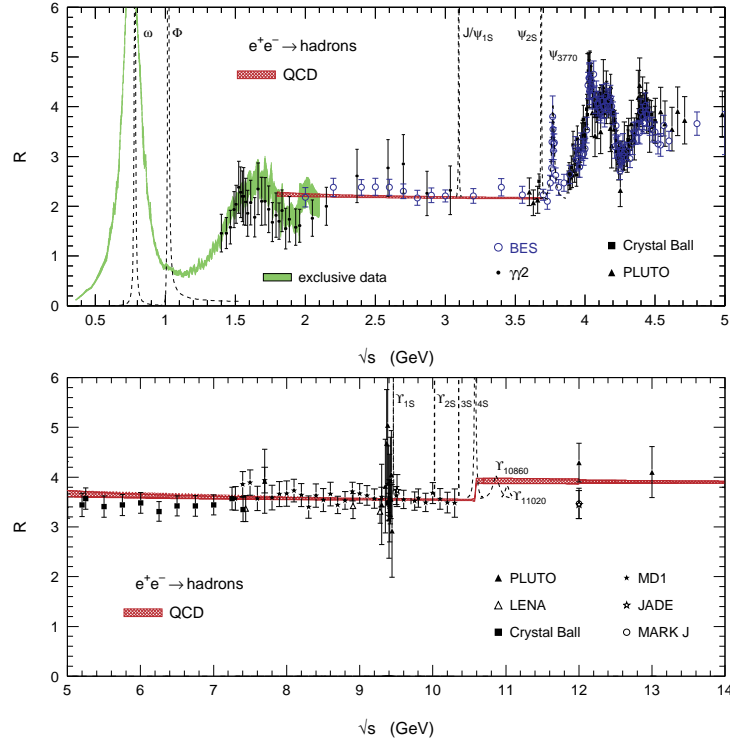 ω
Φ
J/ψ1S
ψ2S
ψ3770
e+e− → hadrons
QCD
BES
γγ2
Crystal Ball
PLUTO
exclusive data
R
0
1
2
3
4
5
6
0.5 1 1.5 2 2.5 3 3.5 4 4.5 5
√s (GeV)
ϒ1S
ϒ2S
3S
4S
ϒ10860
ϒ11020
e+e− → hadrons
QCD
PLUTO
LENA
Crystal Ball
MD1
JADE
MARK J
R
0
1
2
3
4
5
6
5 6 7 8 9 10 11 12 13 14
√s (GeV)